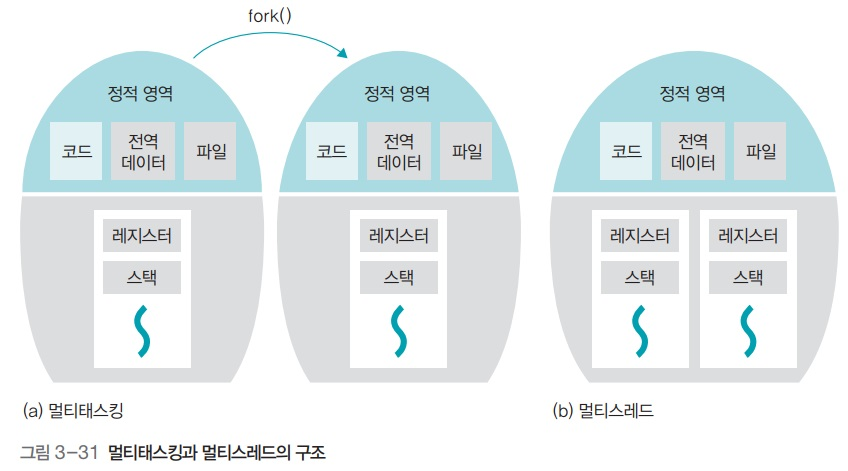 fork()
정적 영역
코드
전역
데이터
파일
레지스터
스택
정적 영역
코드
전역
데이터
파일
레지스터
스택
(a) 멀티태스킹
정적 영역
코드
전역
데이터
파일
레지스터
스택
레지스터
스택
(b) 멀티스레드
그림 3-31 멀티태스킹과 멀티스레드의 구조